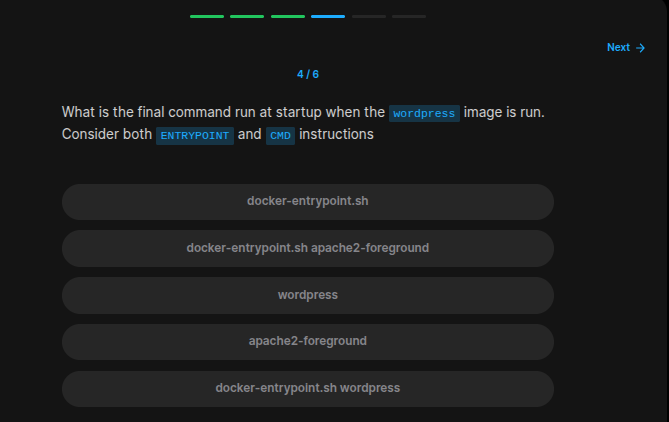 Next →
4 / 6
What is the final command run at startup when the wordpress image is run.
Consider both ENTRYPOINT and CMD instructions
docker-entrypoint.sh
docker-entrypoint.sh apache2-foreground
wordpress
apache2-foreground
docker-entrypoint.sh wordpress